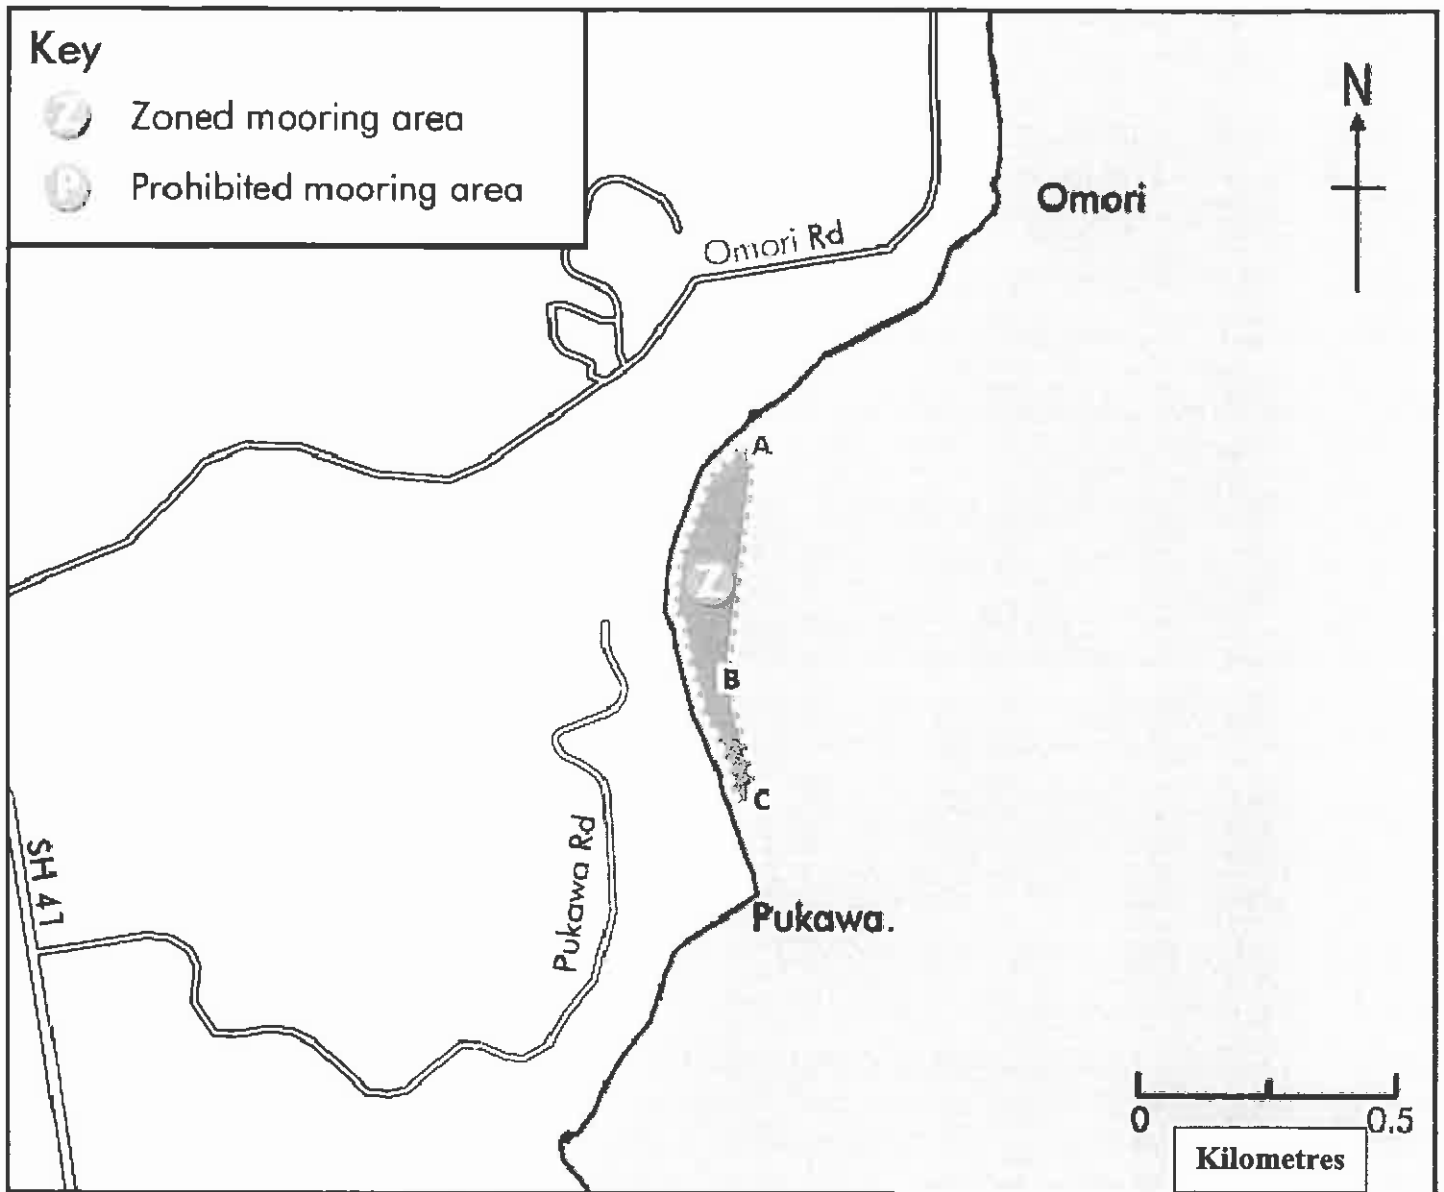 Key
Z Zoned mooring area
P Prohibited mooring area
N
Omori
Omori Rd
A
Z
B
C
Pukawa Rd
SH 41
Pukawa.
0 0.5
Kilometres